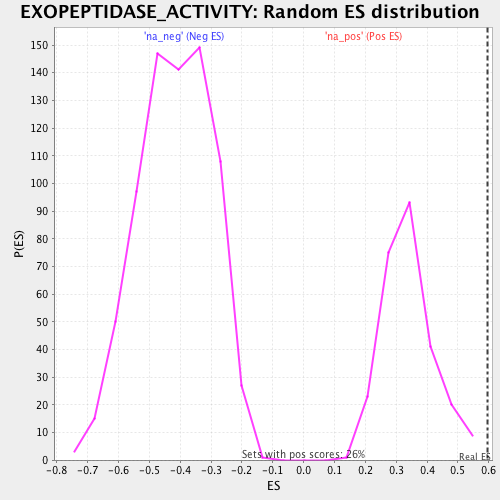 EXOPEPTIDASE_ACTIVITY: Random ES distribution
'na_neg' (Neg ES) 'na_pos' (Pos ES)
150
140
130
120
110
100
90
80
70
60
50
40
30
20
10
0
P(ES)
Sets with pos scores: 26%
Real ES
-0.8 -0.7 -0.6 -0.5 -0.4 -0.3 -0.2 -0.1 0.0 0.1 0.2 0.3 0.4 0.5 0.6
ES